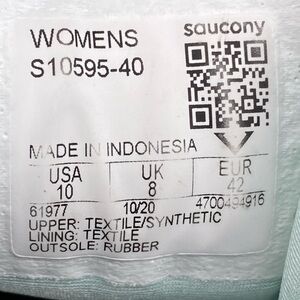 WOMENS
saucony
S10595-40
MADE IN INDONESIA
USA UK EUR
10 8 42
61977 10/20 4700494916
UPPER: TEXTILE/SYNTHETIC
LINING: TEXTILE
OUTSOLE: RUBBER